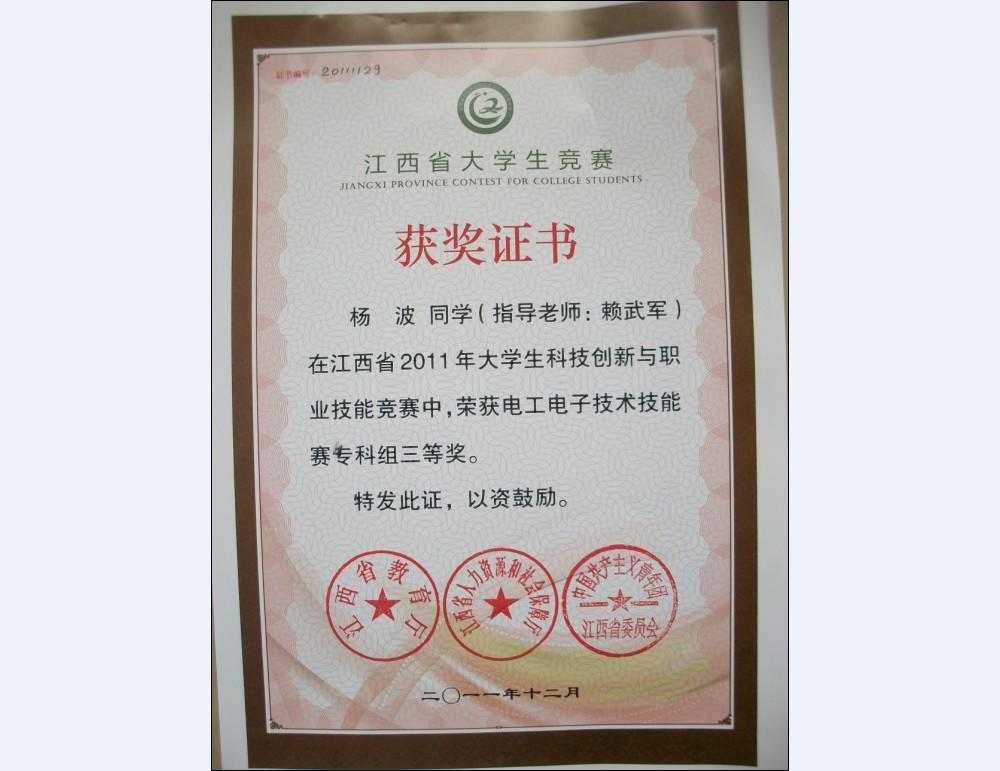 证书编号: 20111129
江西省大学生竞赛
JIANGXI PROVINCE CONTEST FOR COLLEGE STUDENTS
获奖证书
杨 波 同学(指导老师:赖武军)
在江西省2011年大学生科技创新与职
业技能竞赛中,荣获电工电子技术技能
赛专科组三等奖。
特发此证,以资鼓励。
江西省教育厅
江西省人力资源和社会保障厅
中国共产主义青年团
江西省委员会
二〇一一年十二月